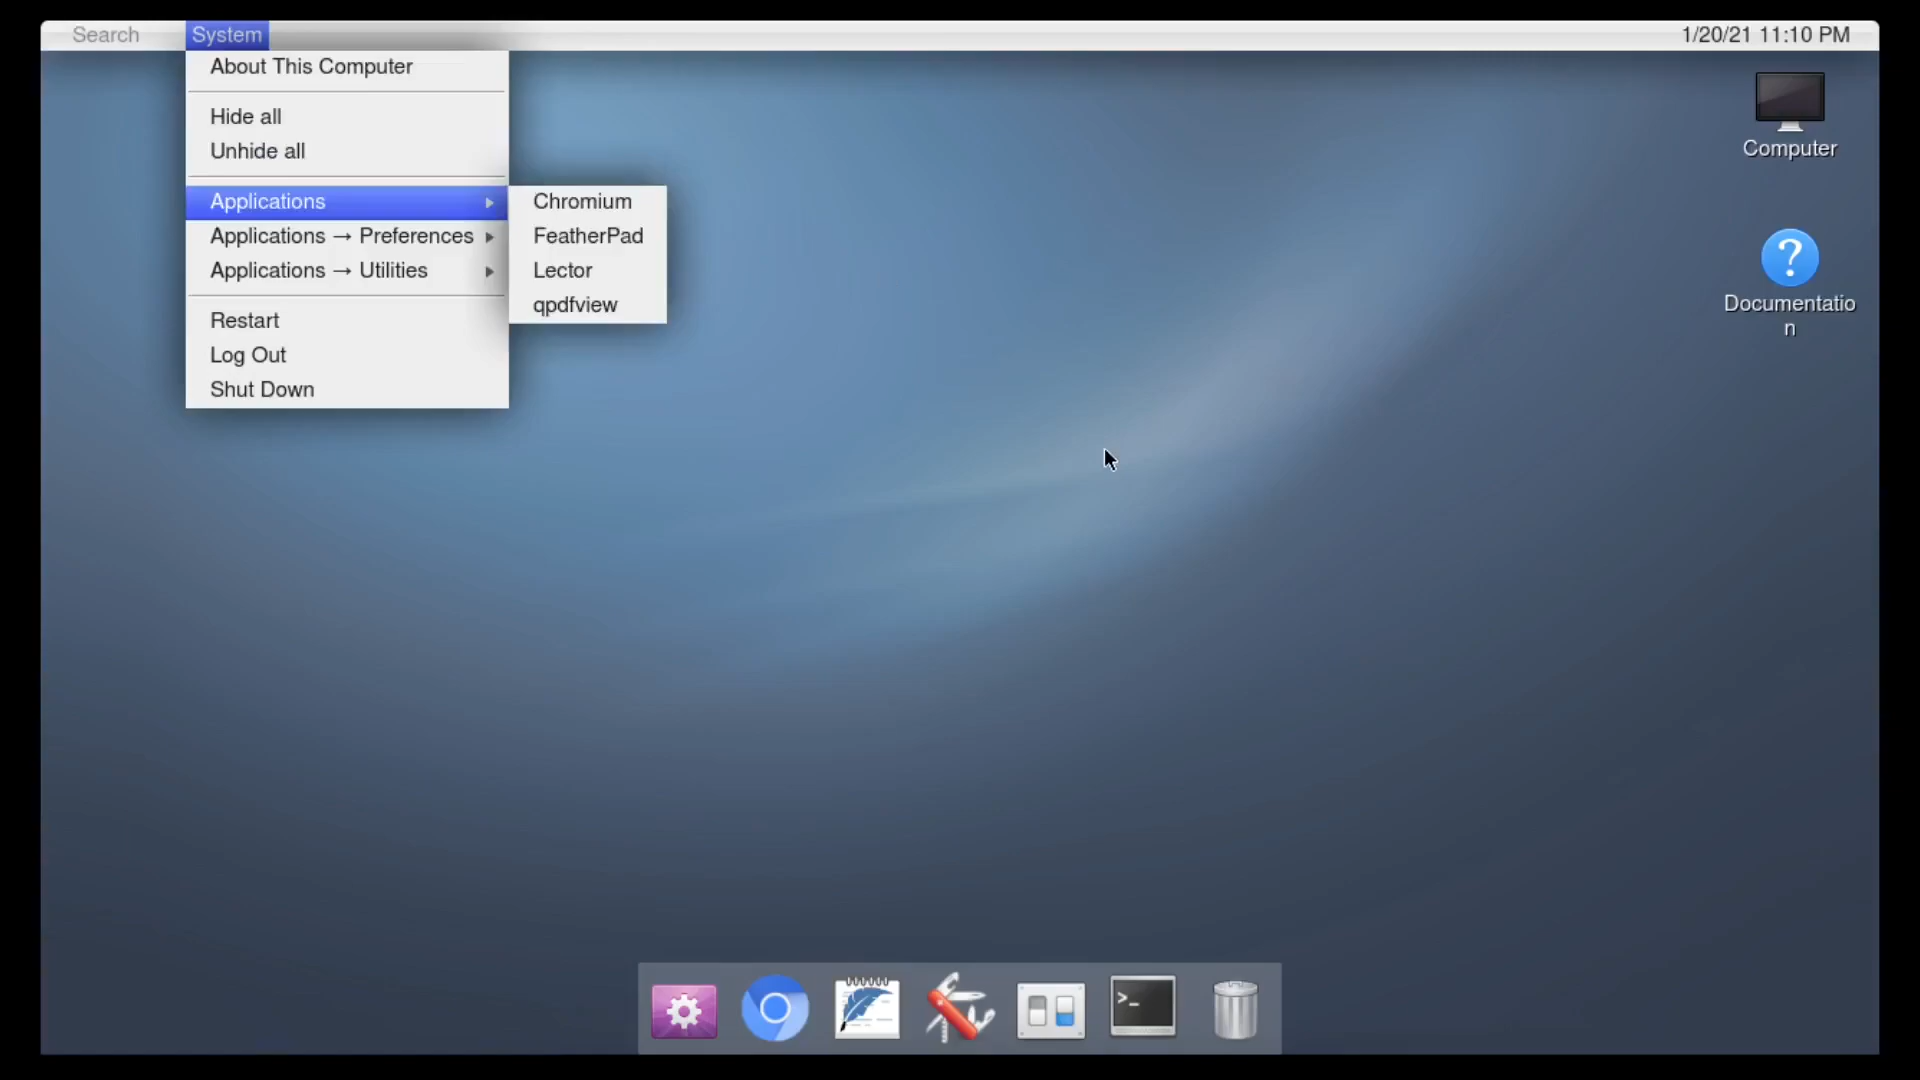 Search
System
1/20/21 11:10 PM
About This Computer
Hide all
Unhide all
Applications
Applications → Preferences
Applications → Utilities
Restart
Log Out
Shut Down
Chromium
FeatherPad
Lector
qpdfview
Computer
?
Documentatio
n
>_